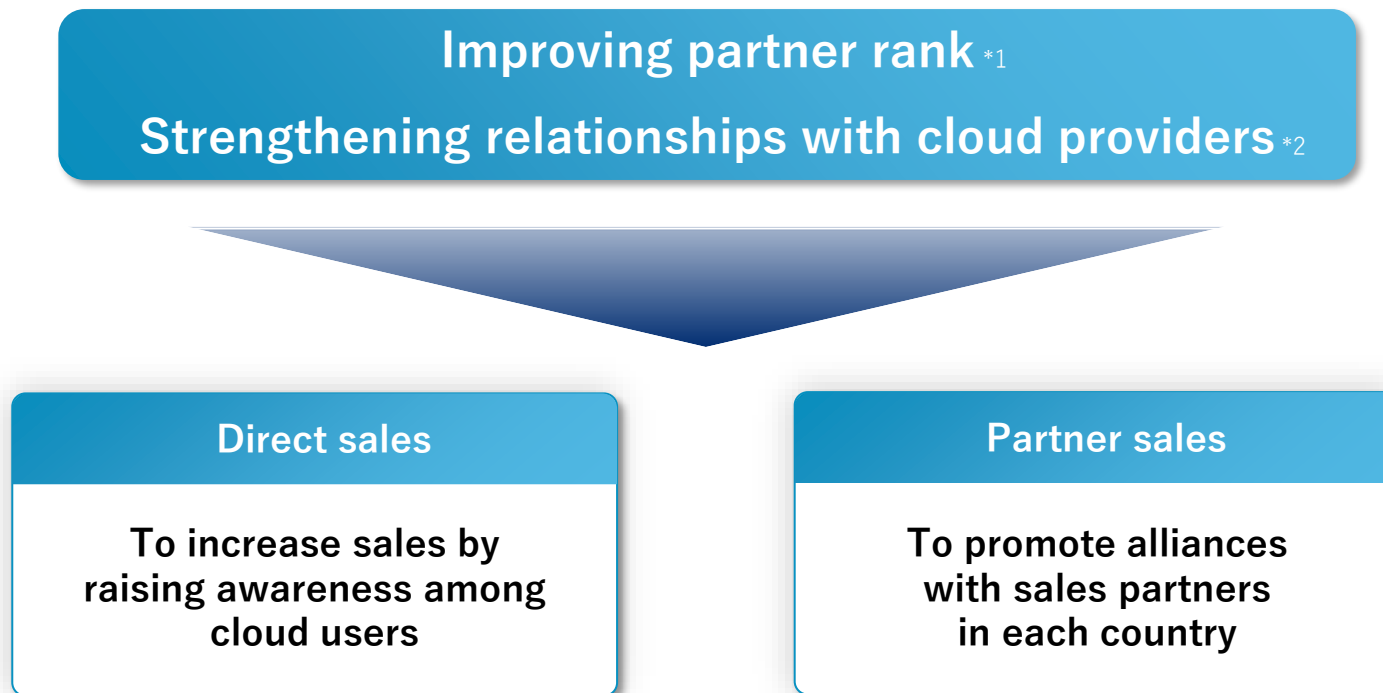 Improving partner rank *1
Strengthening relationships with cloud providers *2
Direct sales
To increase sales by
raising awareness among
cloud users
Partner sales
To promote alliances
with sales partners
in each country